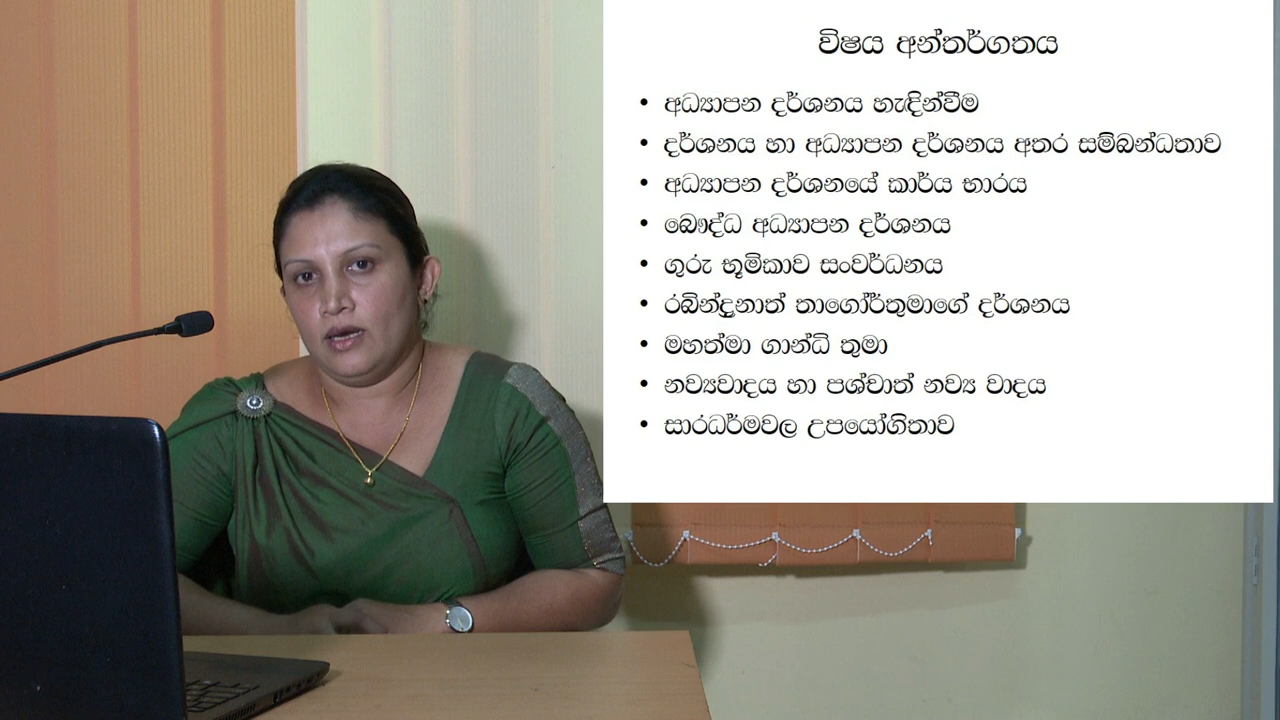 විෂය අන්තර්ගතය
• අධ්‍යාපන දර්ශනය හැඳින්වීම
• දර්ශනය හා අධ්‍යාපන දර්ශනය අතර සම්බන්ධතාව
• අධ්‍යාපන දර්ශනයේ කාර්ය භාරය
• බෞද්ධ අධ්‍යාපන දර්ශනය
• ගුරු භූමිකාව සංවර්ධනය
• රබින්ද්‍රනාත් තාගෝර්තුමාගේ දර්ශනය
• මහත්මා ගාන්ධි තුමා
• නව්‍යවාදය හා පශ්චාත් නව්‍ය වාදය
• සාරධර්මවල උපයෝගිතාව